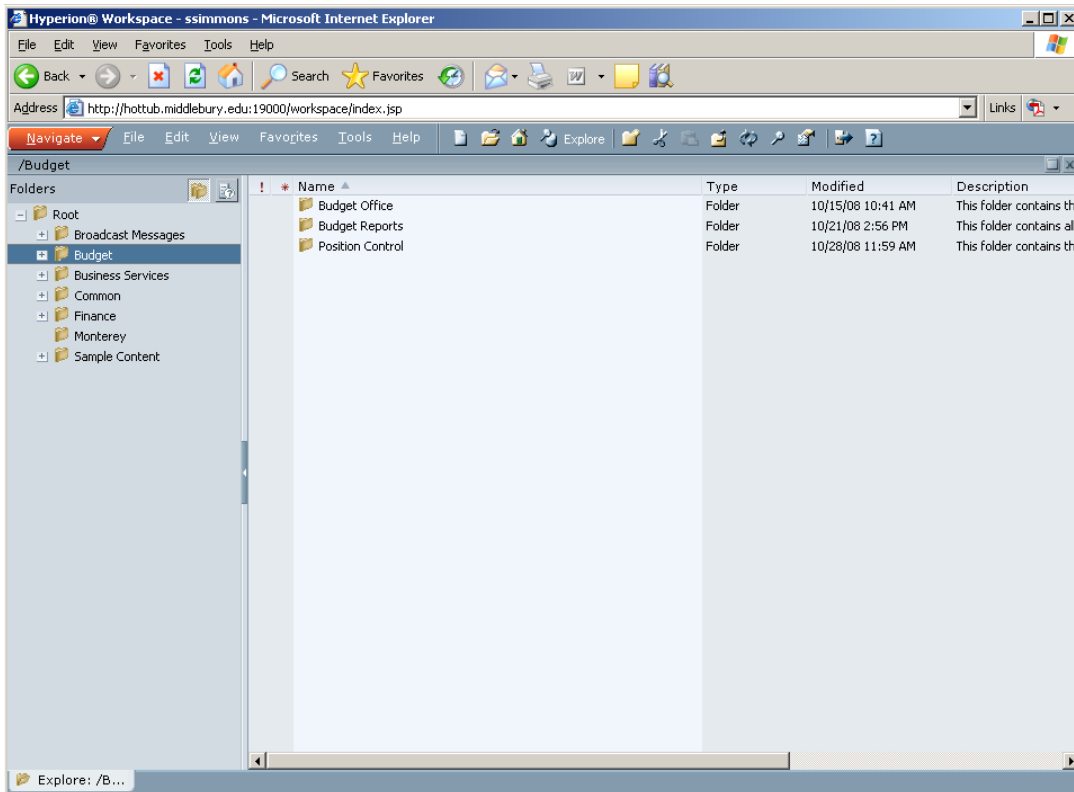 Hyperion® Workspace - ssimmons - Microsoft Internet Explorer
File Edit View Favorites Tools Help
Back Search Favorites
Address http://hottub.middlebury.edu:19000/workspace/index.jsp Links
Navigate File Edit View Favorites Tools Help Explore
/Budget
Folders ! * Name Type Modified Description
Root
Broadcast Messages
Budget
Business Services
Common
Finance
Monterey
Sample Content
Budget Office Folder 10/15/08 10:41 AM This folder contains th
Budget Reports Folder 10/21/08 2:56 PM This folder contains al
Position Control Folder 10/28/08 11:59 AM This folder contains th
Explore: /B...